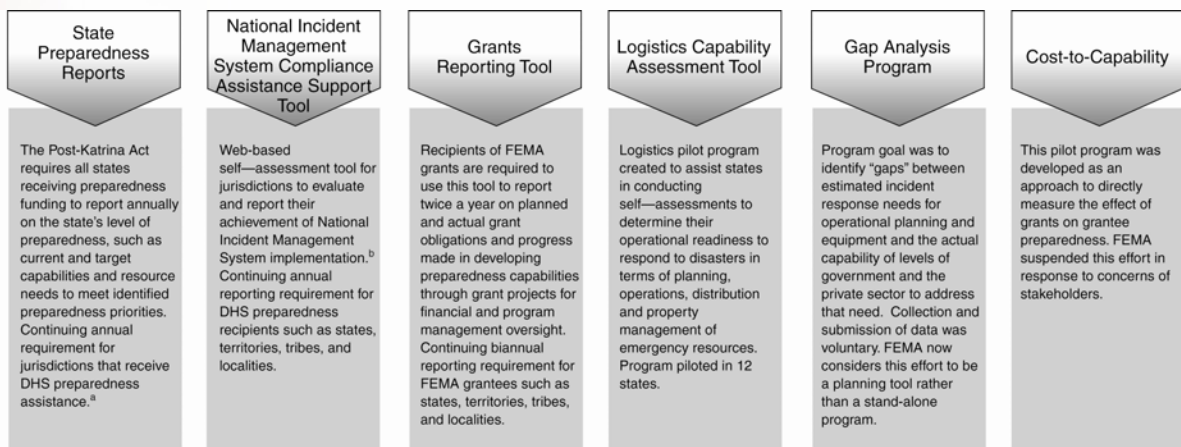 State
Preparedness
Reports
The Post-Katrina Act
requires all states
receiving preparedness
funding to report annually
on the state's level of
preparedness, such as
current and target
capabilities and resource
needs to meet identified
preparedness priorities.
Continuing annual
requirement for
jurisdictions that receive
DHS preparedness
assistance.a
National Incident
Management
System Compliance
Assistance Support
Tool
Web-based
self—assessment tool for
jurisdictions to evaluate
and report their
achievement of National
Incident Management
System implementation.b
Continuing annual
reporting requirement for
DHS preparedness
recipients such as states,
territories, tribes, and
localities.
Grants
Reporting Tool
Recipients of FEMA
grants are required to
use this tool to report
twice a year on planned
and actual grant
obligations and progress
made in developing
preparedness capabilities
through grant projects for
financial and program
management oversight.
Continuing biannual
reporting requirement for
FEMA grantees such as
states, territories, tribes,
and localities.
Logistics Capability
Assessment Tool
Logistics pilot program
created to assist states
in conducting
self—assessments to
determine their
operational readiness to
respond to disasters in
terms of planning,
operations, distribution
and property
management of
emergency resources.
Program piloted in 12
states.
Gap Analysis
Program
Program goal was to
identify “gaps” between
estimated incident
response needs for
operational planning and
equipment and the actual
capability of levels of
government and the
private sector to address
that need. Collection and
submission of data was
voluntary. FEMA now
considers this effort to be
a planning tool rather
than a stand-alone
program.
Cost-to-Capability
This pilot program was
developed as an
approach to directly
measure the effect of
grants on grantee
preparedness. FEMA
suspended this effort in
response to concerns of
stakeholders.